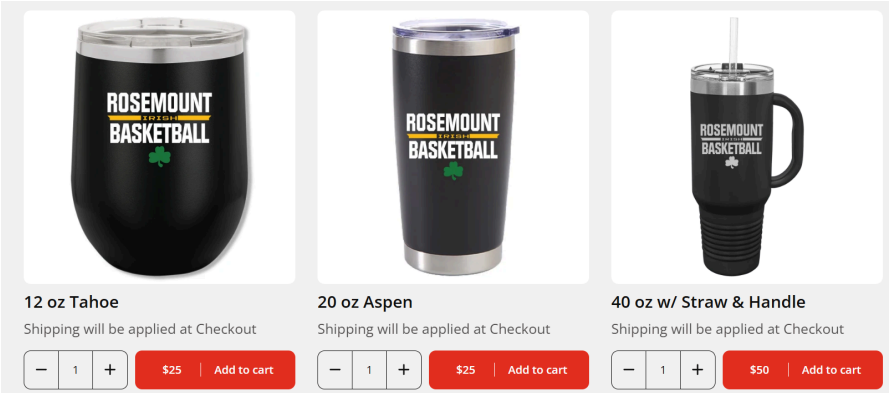 ROSEMOUNT
IRISH
BASKETBALL
ROSEMOUNT
IRISH
BASKETBALL
ROSEMOUNT
IRISH
BASKETBALL
12 oz Tahoe
Shipping will be applied at Checkout
− 1 + $25 | Add to cart
20 oz Aspen
Shipping will be applied at Checkout
− 1 + $25 | Add to cart
40 oz w/ Straw & Handle
Shipping will be applied at Checkout
− 1 + $50 | Add to cart